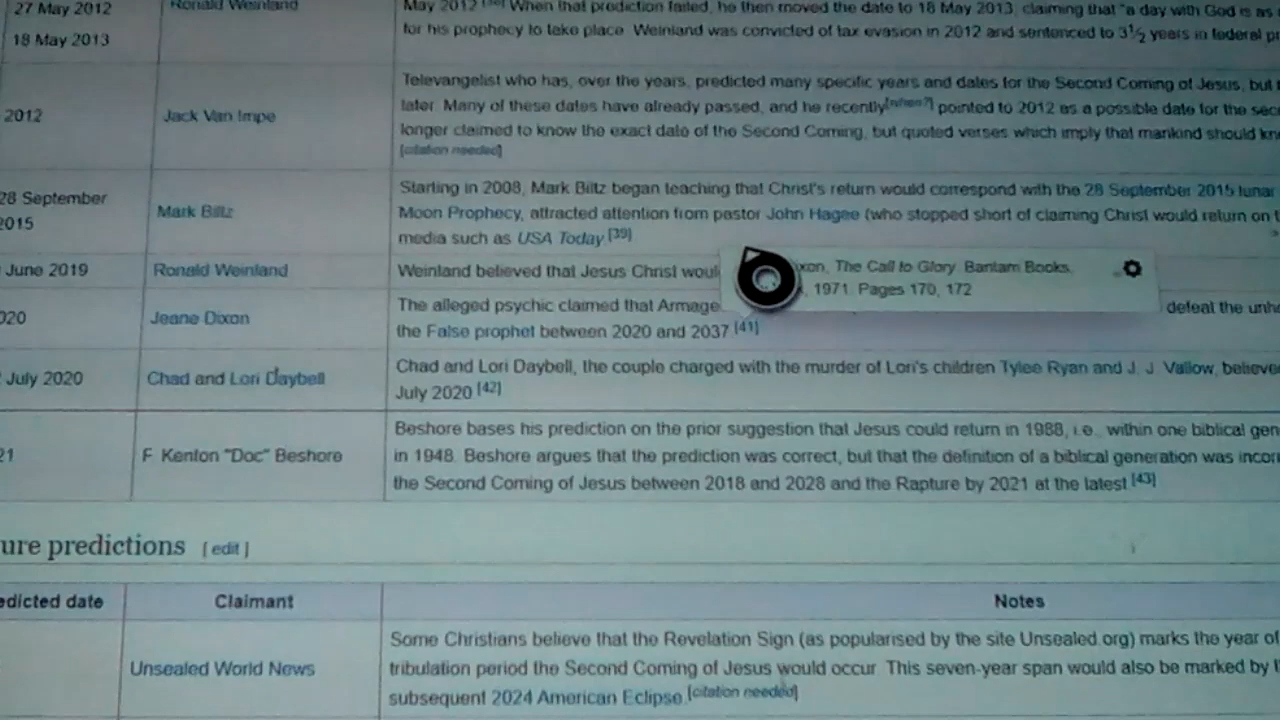 27 May 2012
18 May 2013
Ronald Weinland
May 2012 When that prediction failed, he then moved the date to 18 May 2013, claiming that "a day with God is as
for his prophecy to take place. Weinland was convicted of tax evasion in 2012 and sentenced to 3½ years in federal
2012
Jack Van Impe
Televangelist who has, over the years, predicted many specific years and dates for the Second Coming of Jesus, but
later. Many of these dates have already passed, and he recently[when?] pointed to 2012 as a possible date for the
longer claimed to know the exact date of the Second Coming, but quoted verses which imply that mankind should
[citation needed]
28 September
2015
Mark Biltz
Starting in 2008, Mark Biltz began teaching that Christ's return would correspond with the 28 September 2015 lunar
Moon Prophecy, attracted attention from pastor John Hagee (who stopped short of claiming Christ would return on
media such as USA Today.[39]
June 2019
Ronald Weinland
Weinland believed that Jesus Christ
xon, The Call to Glory. Bantam Books.
, 1971. Pages 170, 172
020
Jeane Dixon
The alleged psychic claimed that Armage
defeat the
the False prophet between 2020 and 2037.[41]
July 2020
Chad and Lori Daybell
Chad and Lori Daybell, the couple charged with the murder of Lori's children Tylee Ryan and J. J. Vallow, believe
July 2020.[42]
21
F. Kenton "Doc" Beshore
Beshore bases his prediction on the prior suggestion that Jesus could return in 1988, i.e., within one biblical gen
in 1948. Beshore argues that the prediction was correct, but that the definition of a biblical generation was
the Second Coming of Jesus between 2018 and 2028 and the Rapture by 2021 at the latest.[43]
ure predictions [ edit ]
edicted date
Claimant
Notes
Unsealed World News
Some Christians believe that the Revelation Sign (as popularised by the site Unsealed.org) marks the year of
tribulation period the Second Coming of Jesus would occur. This seven-year span would also be marked by
subsequent 2024 American Eclipse.[citation needed]